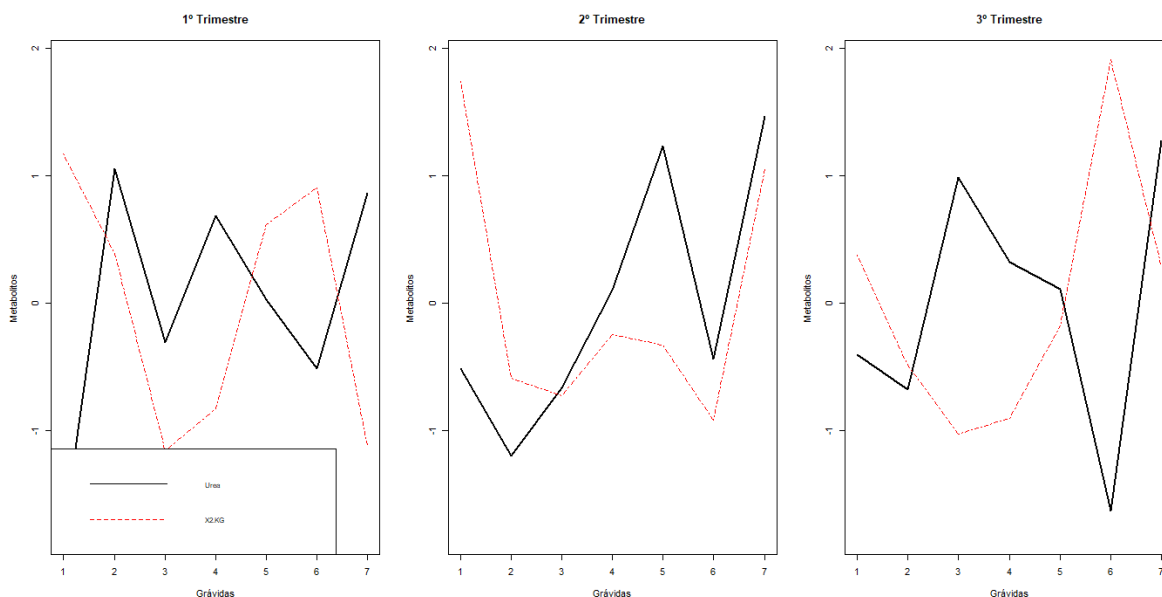 1º Trimestre
2
1
0
-1
Metabolitos
Urea
X2.KG
1 2 3 4 5 6 7
Grávidas
2º Trimestre
2
1
0
-1
Metabolitos
1 2 3 4 5 6 7
Grávidas
3º Trimestre
2
1
0
-1
Metabolitos
1 2 3 4 5 6 7
Grávidas